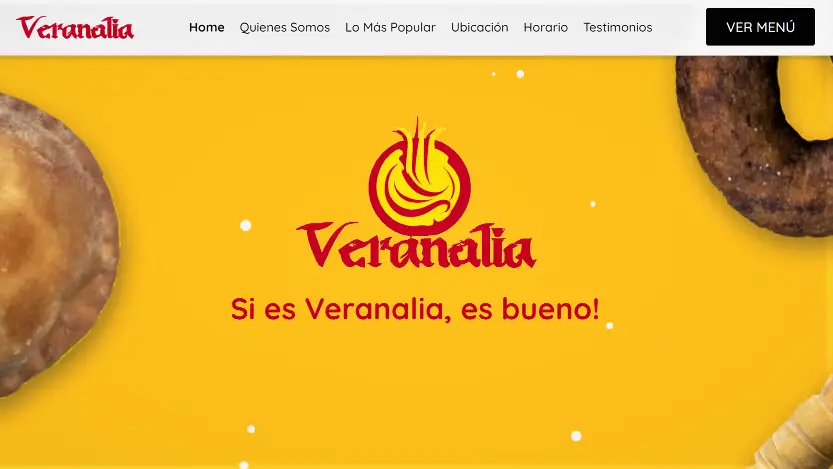 Veranalia
Home Quienes Somos Lo Más Popular Ubicación Horario Testimonios
VER MENÚ
Veranalia
Si es Veranalia, es bueno!